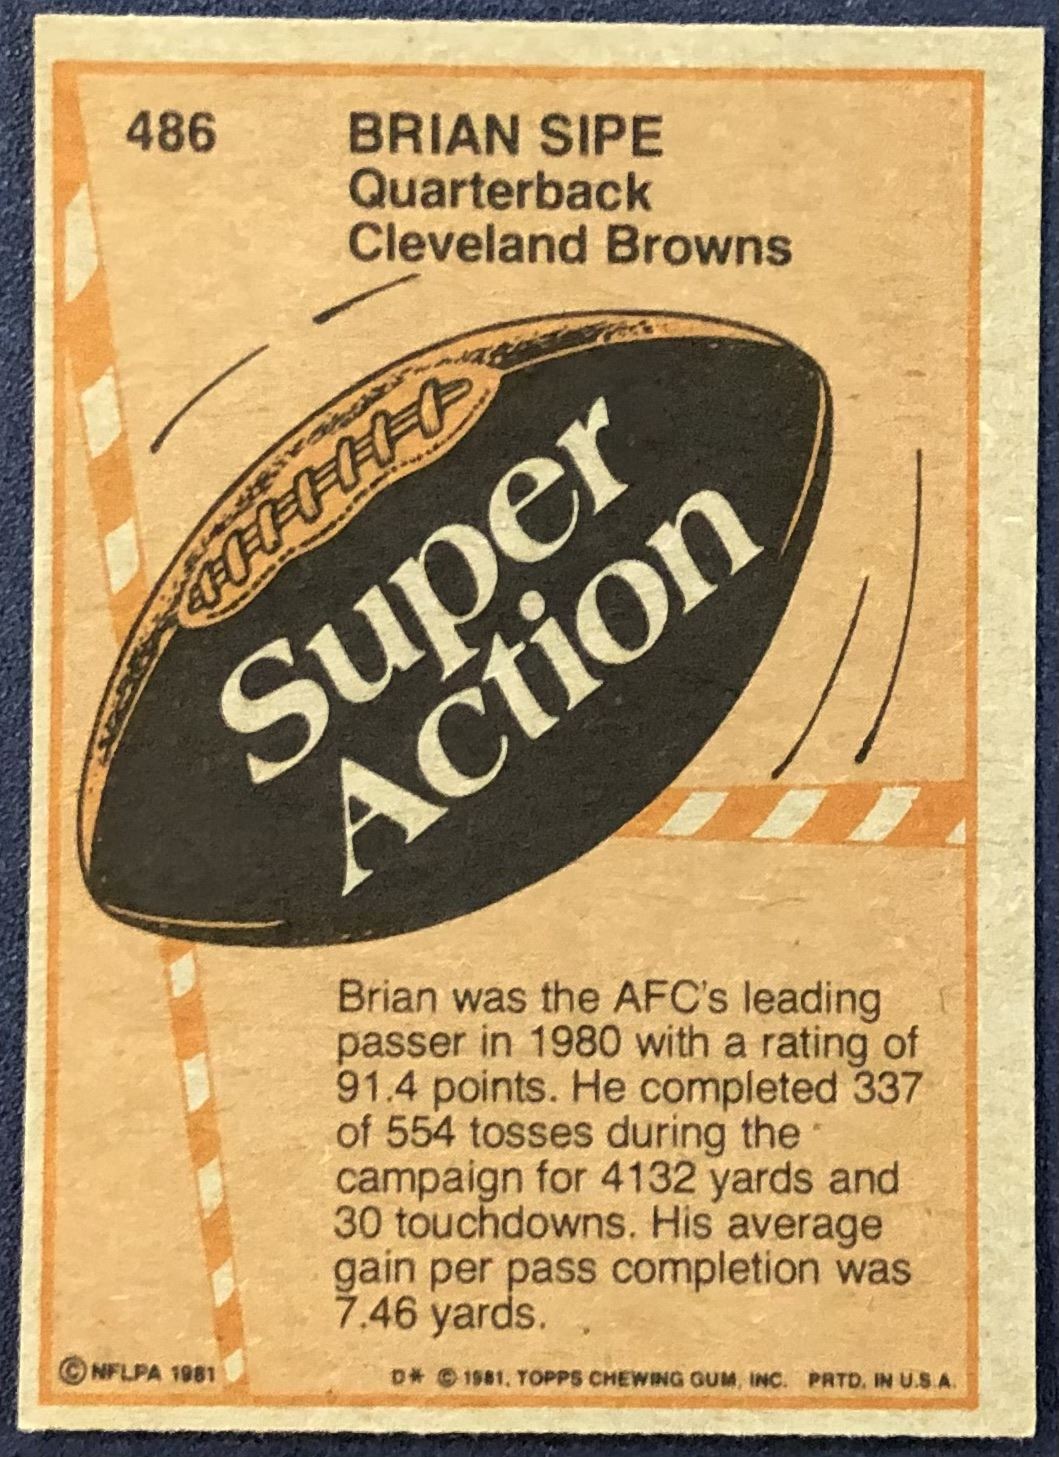 486
BRIAN SIPE
Quarterback
Cleveland Browns
Super
Action
Brian was the AFC's leading
passer in 1980 with a rating of
91.4 points. He completed 337
of 554 tosses during the
campaign for 4132 yards and
30 touchdowns. His average
gain per pass completion was
7.46 yards.
© NFLPA 1981
D* © 1981, TOPPS CHEWING GUM, INC. PRTD. IN U.S.A.